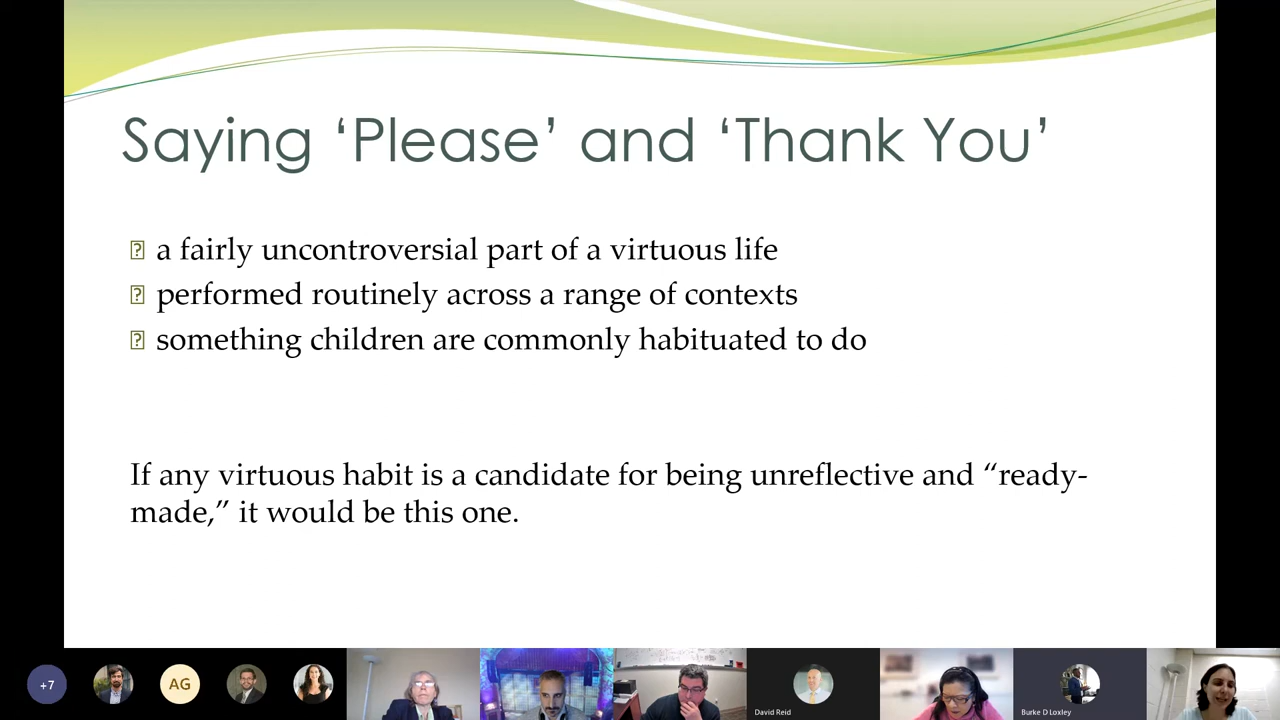 Saying ‘Please’ and ‘Thank You’
a fairly uncontroversial part of a virtuous life
performed routinely across a range of contexts
something children are commonly habituated to do
If any virtuous habit is a candidate for being unreflective and “ready-
made,” it would be this one.
+7
AG
David Reid
Burke D Loxley